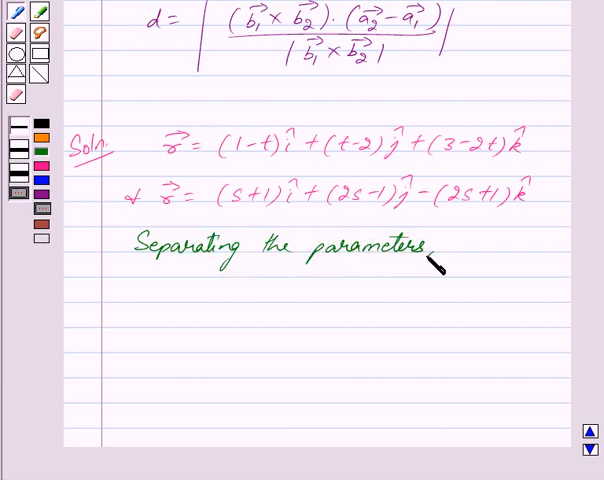 d = | (b₁⃗ × b₂⃗) · (a₂⃗ − a₁⃗) / |b₁⃗ × b₂⃗| |
Soln. r⃗ = (1−t)î + (t−2)ĵ + (3−2t)k̂
& r⃗ = (s+1)î + (2s−1)ĵ − (2s+1)k̂
Separating the parameters,